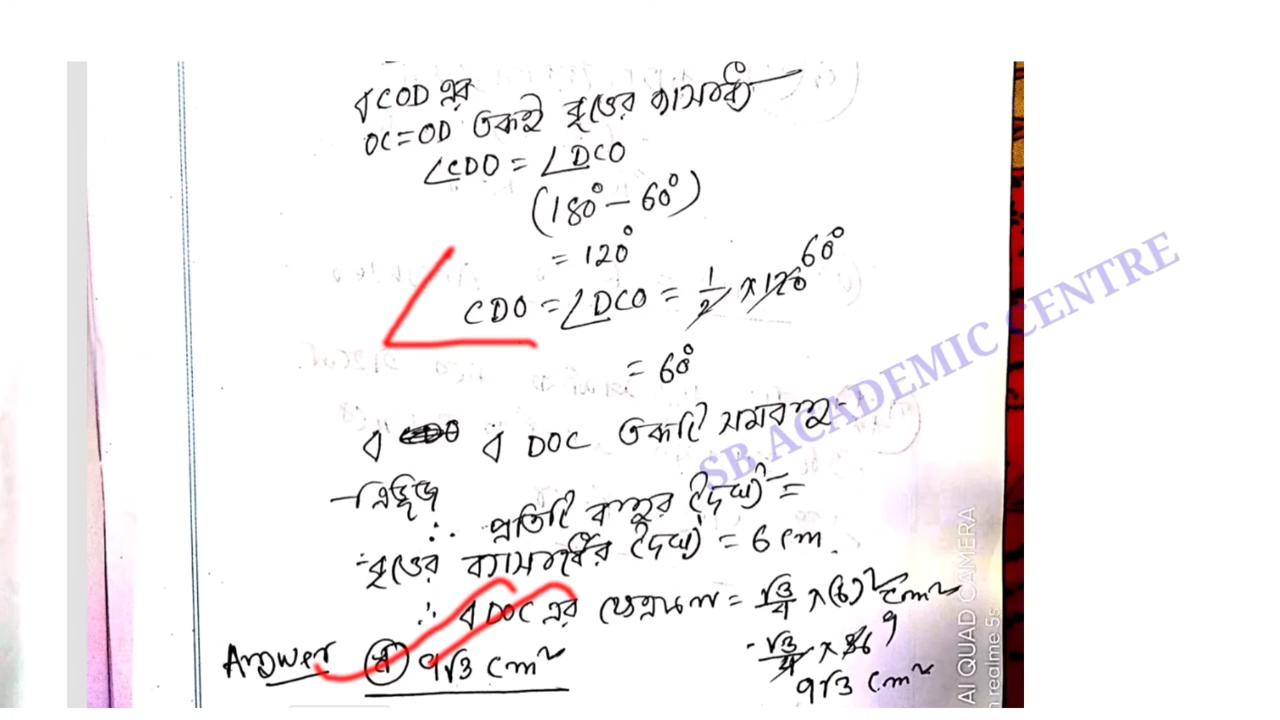 বCOD এর
OC=OD একই বৃত্তের ব্যাসার্ধ
∠CDO = ∠DCO
(180° - 60°)
= 120°
∠CDO = ∠DCO = 1/2 × 120 60°
= 60°
ব DOC একটি সমবাহু-
-ত্রিভুজ
∴ প্রতিটি বাহুর দৈর্ঘ্য =
বৃত্তের ব্যাসার্ধের দৈর্ঘ্য = 6 cm.
∴ ব DOC এর ক্ষেত্রফল = √3/4 × (6)² cm²
- √3/4 × 36 9
9√3 cm²
Answer 9√3 cm²
SB ACADEMIC CENTRE
AI QUAD CAMERA
realme 5s